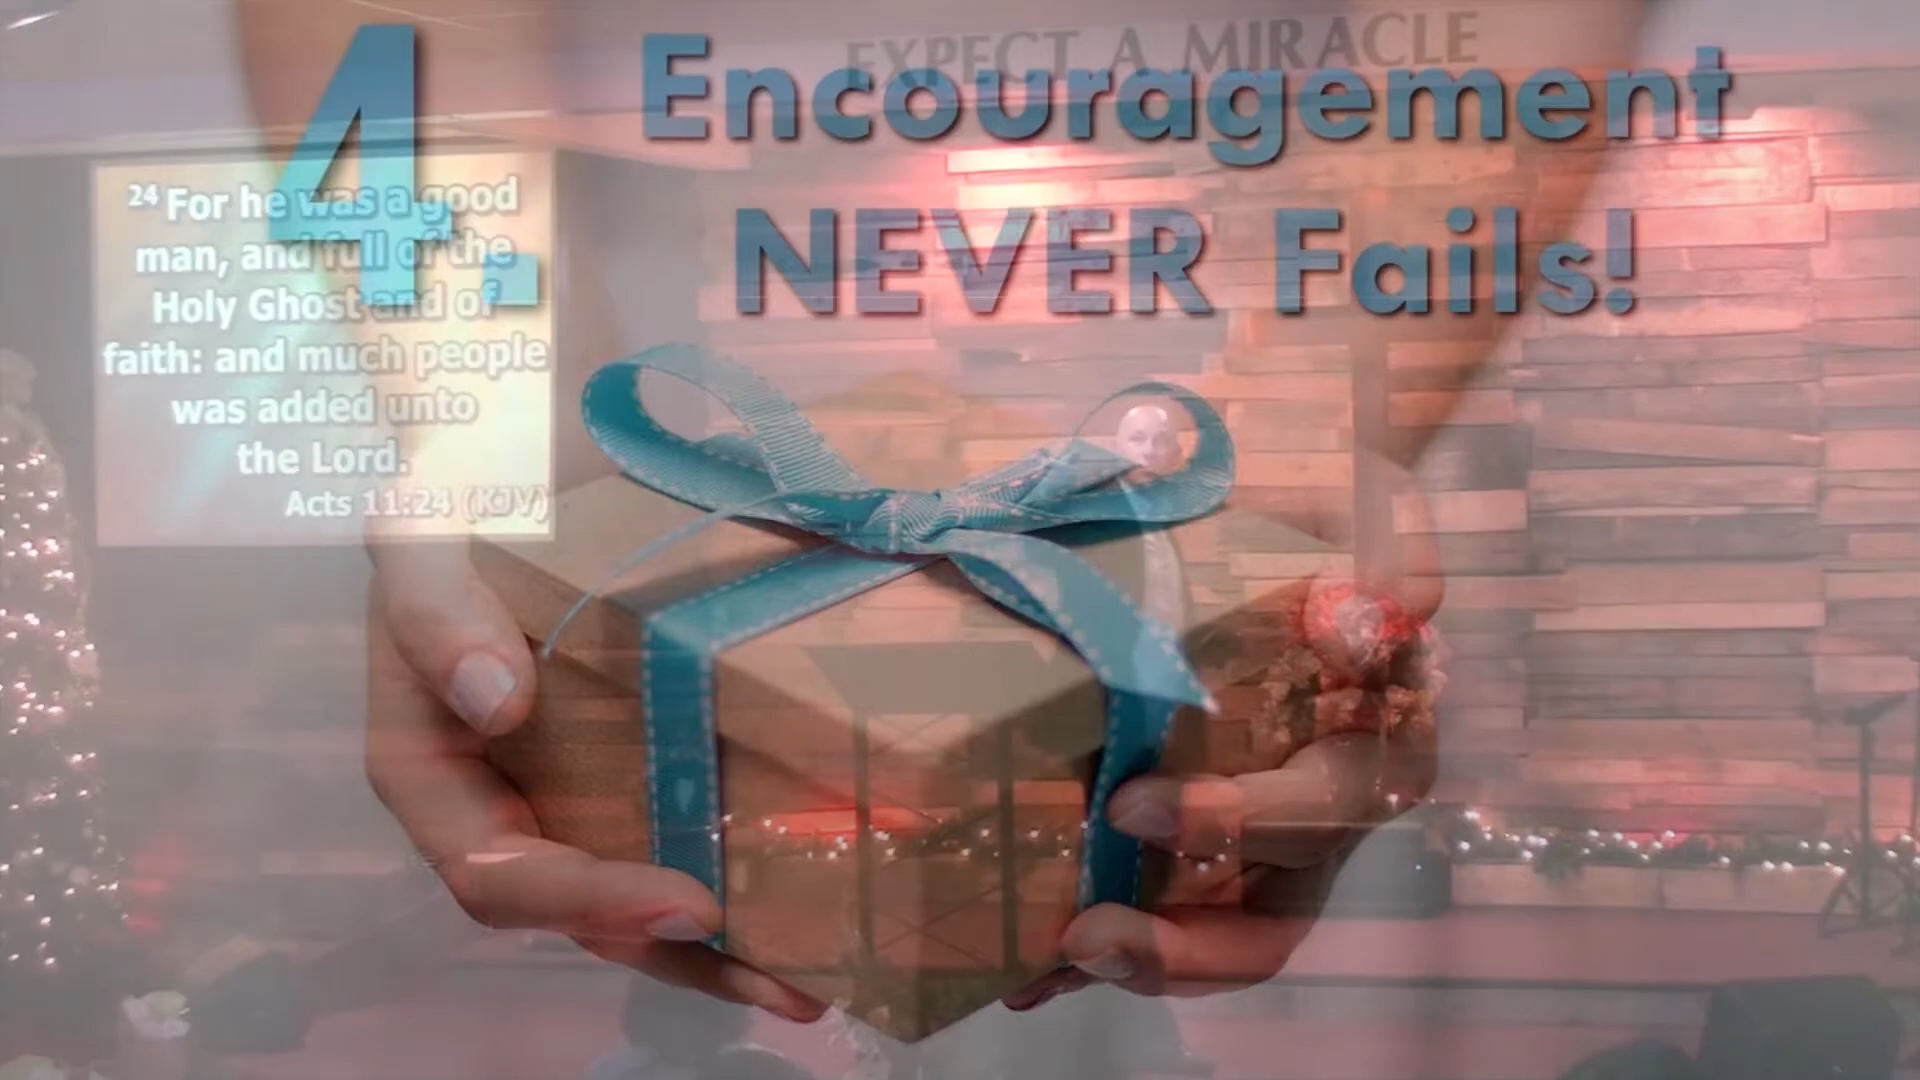 EXPECT A MIRACLE
4. Encouragement
NEVER Fails!
24 For he was a good
man, and full of the
Holy Ghost and of
faith: and much people
was added unto
the Lord.
Acts 11:24 (KJV)